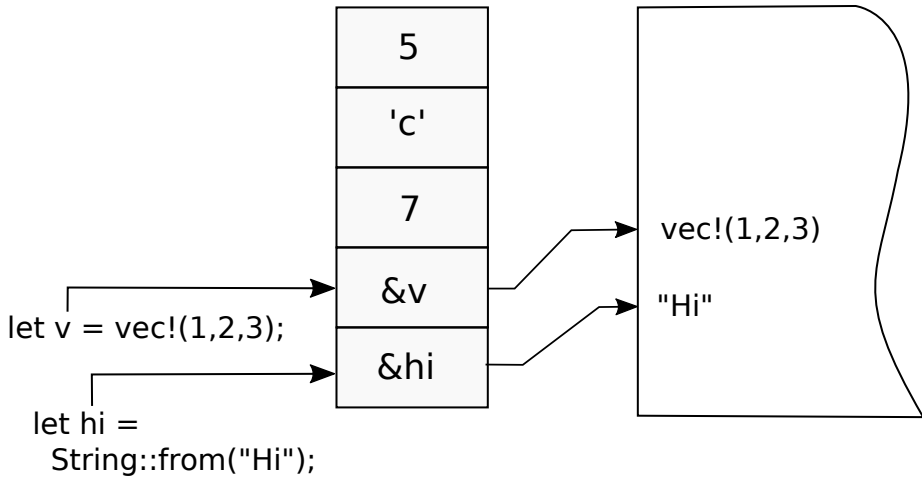 5
'c'
7
&v
&hi
vec!(1,2,3)
"Hi"
let v = vec!(1,2,3);
let hi =
String::from("Hi");